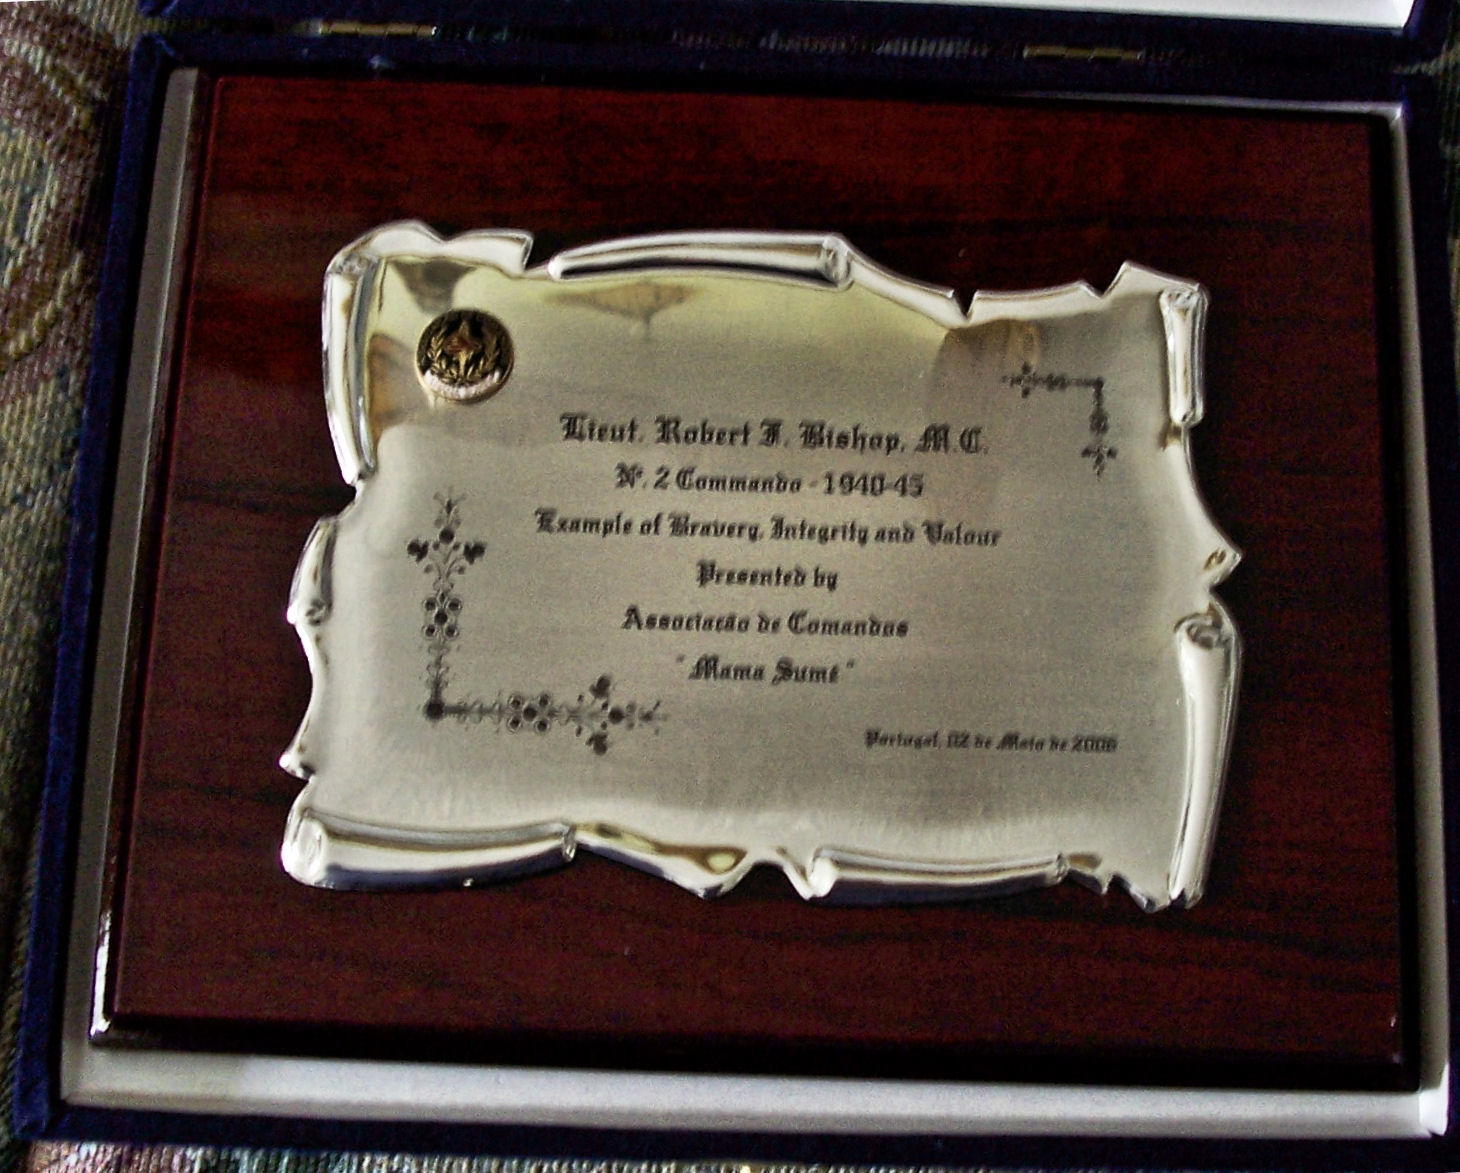 Lieut. Robert F. Bishop, M.C.
Nº. 2 Commando - 1940-45
Example of Bravery, Integrity and Valour
Presented by
Associação de Comandos
"Mama Sumé"
Portugal, 02 de Maio de